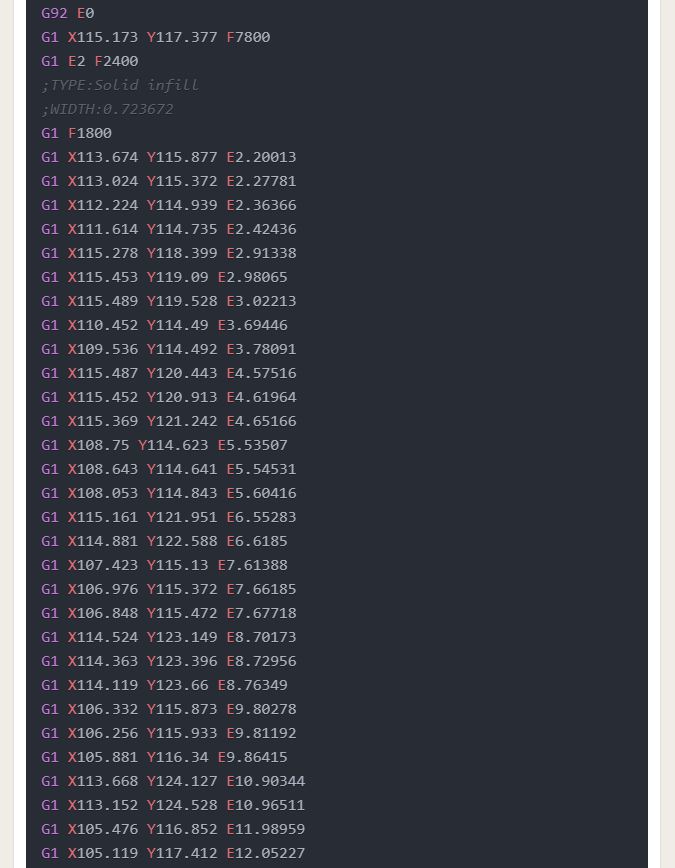 G92 E0
G1 X115.173 Y117.377 F7800
G1 E2 F2400
;TYPE:Solid infill
;WIDTH:0.723672
G1 F1800
G1 X113.674 Y115.877 E2.20013
G1 X113.024 Y115.372 E2.27781
G1 X112.224 Y114.939 E2.36366
G1 X111.614 Y114.735 E2.42436
G1 X115.278 Y118.399 E2.91338
G1 X115.453 Y119.09 E2.98065
G1 X115.489 Y119.528 E3.02213
G1 X110.452 Y114.49 E3.69446
G1 X109.536 Y114.492 E3.78091
G1 X115.487 Y120.443 E4.57516
G1 X115.452 Y120.913 E4.61964
G1 X115.369 Y121.242 E4.65166
G1 X108.75 Y114.623 E5.53507
G1 X108.643 Y114.641 E5.54531
G1 X108.053 Y114.843 E5.60416
G1 X115.161 Y121.951 E6.55283
G1 X114.881 Y122.588 E6.6185
G1 X107.423 Y115.13 E7.61388
G1 X106.976 Y115.372 E7.66185
G1 X106.848 Y115.472 E7.67718
G1 X114.524 Y123.149 E8.70173
G1 X114.363 Y123.396 E8.72956
G1 X114.119 Y123.66 E8.76349
G1 X106.332 Y115.873 E9.80278
G1 X106.256 Y115.933 E9.81192
G1 X105.881 Y116.34 E9.86415
G1 X113.668 Y124.127 E10.90344
G1 X113.152 Y124.528 E10.96511
G1 X105.476 Y116.852 E11.98959
G1 X105.119 Y117.412 E12.05227